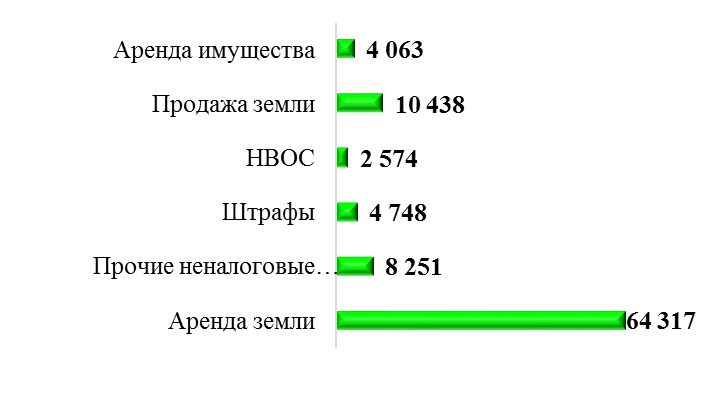 Аренда имущества 4 063
Продажа земли 10 438
НВОС 2 574
Штрафы 4 748
Прочие неналоговые… 8 251
Аренда земли 64 317